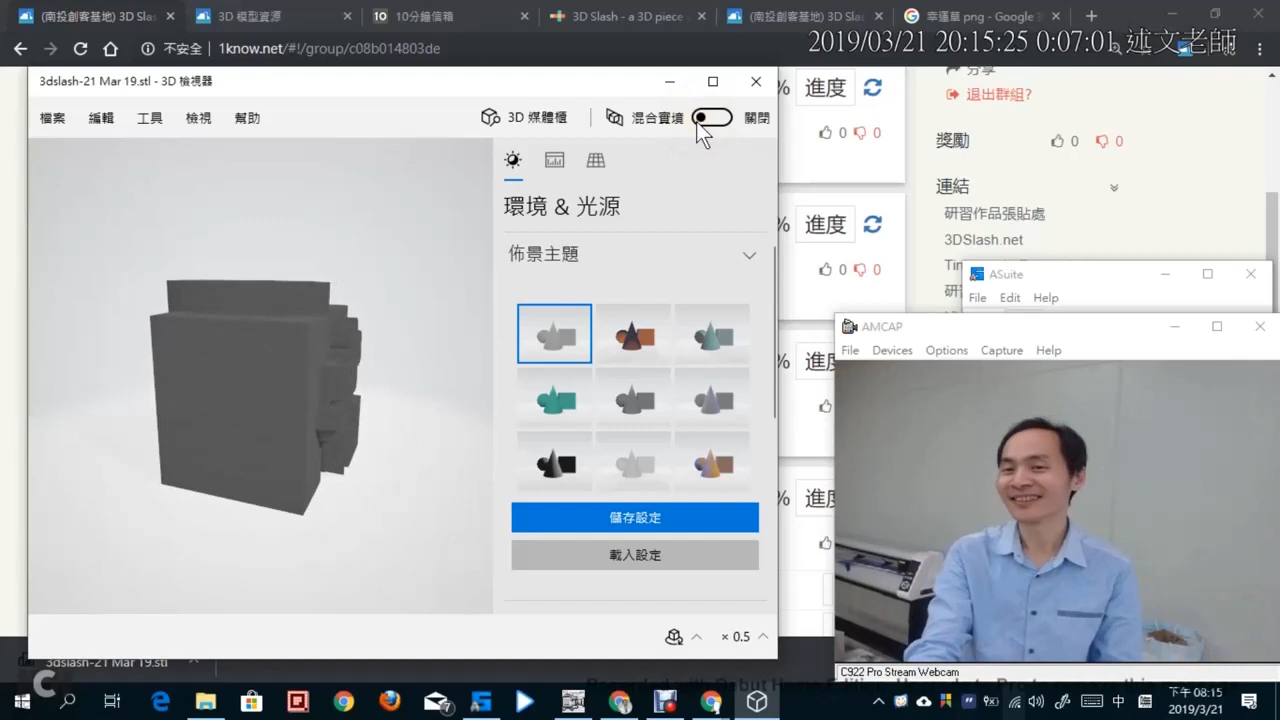 (南投創客基地) 3D Sla
3D 模型資源
10分鐘信箱
3D Slash - a 3D piece
(南投創客基地) 3D Sla
幸運草 png - Google
不安全
1know.net/#!/group/c08b014803de
2019/03/21 20:15:25 0:07:01 述文老師
3dslash-21 Mar 19.stl - 3D 檢視器
檔案
編輯
工具
檢視
幫助
3D 媒體櫃
混合實境
關閉
環境 & 光源
佈景主題
儲存設定
載入設定
× 0.5
% 進度
0 0
% 進度
0 0
% 進度
% 進度
分享
退出群組?
獎勵
0 0
連結
研習作品張貼處
3DSlash.net
Tin
研習
ASuite
File Edit Help
AMCAP
File Devices Options Capture Help
C922 Pro Stream Webcam
3dslash-21 Mar 19.stl
中
下午 08:15
2019/3/21